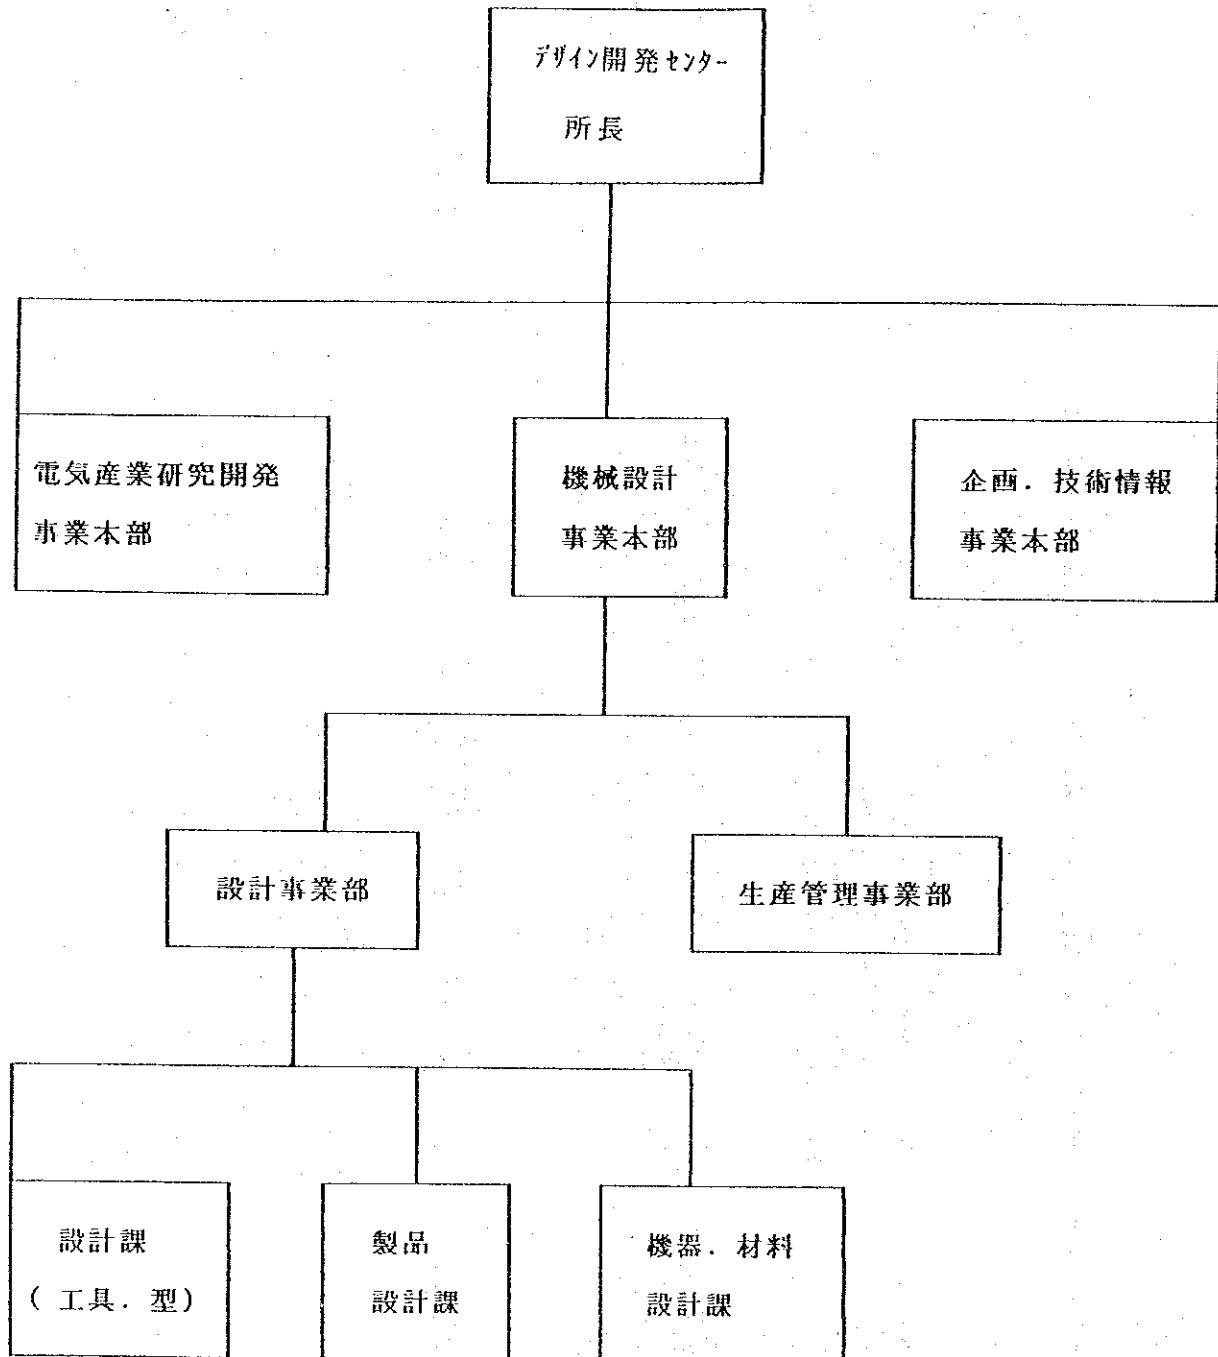 デザイン開発センター
所長
電気産業研究開発
事業本部
機械設計
事業本部
企画．技術情報
事業本部
設計事業部
生産管理事業部
設計課
( 工具．型)
製品
設計課
機器．材料
設計課